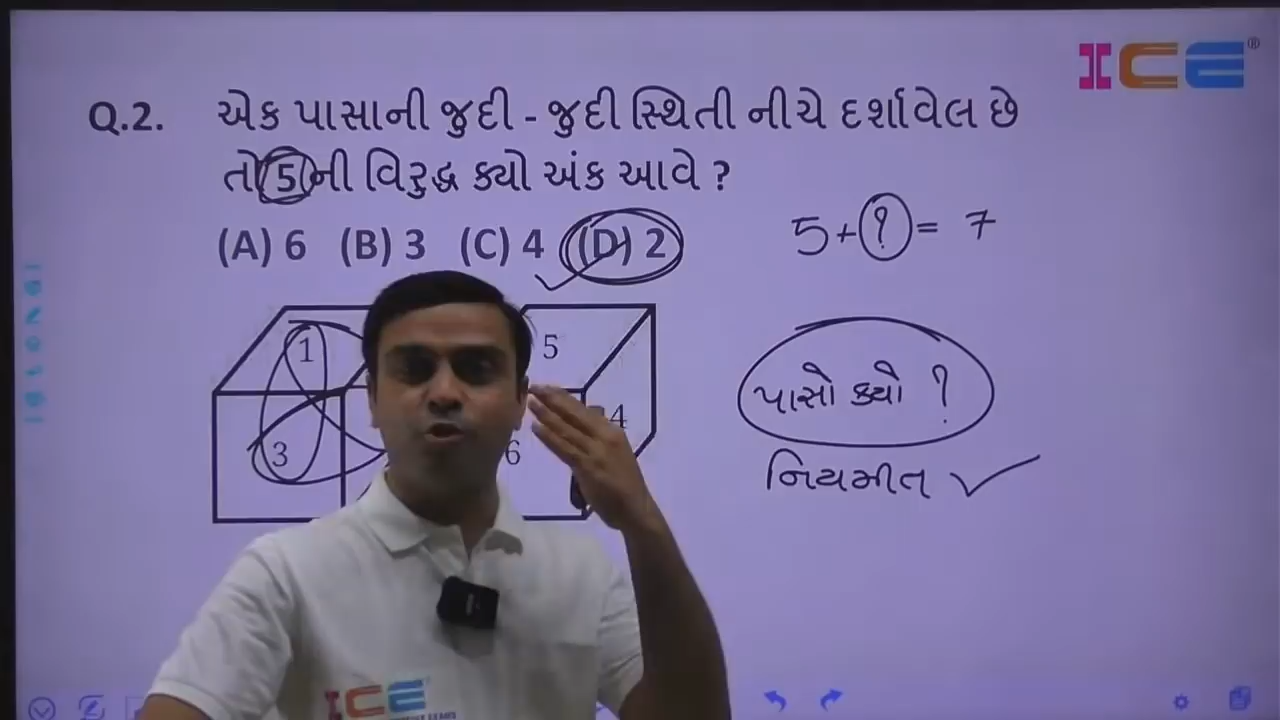 ICE®
Q.2. એક પાસાની જુદી - જુદી સ્થિતી નીચે દર્શાવેલ છે
તો 5 ની વિરુદ્ધ ક્યો અંક આવે ?
(A) 6 (B) 3 (C) 4 (D) 2
5 + ? = 7
1
3
5
6
4
પાસો ક્યો ?
નિયમીત
ICE